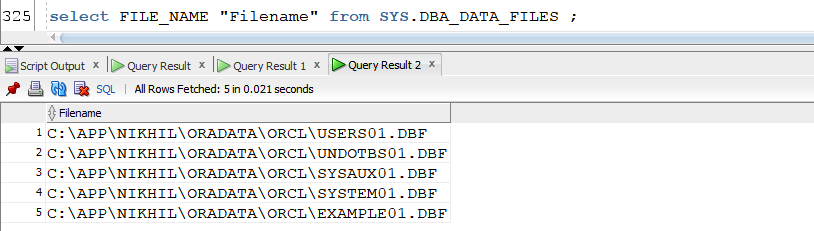 325 select FILE_NAME "Filename" from SYS.DBA_DATA_FILES ;
Script Output x Query Result x Query Result 1 x Query Result 2 x
SQL | All Rows Fetched: 5 in 0.021 seconds
Filename
1 C:\APP\NIKHIL\ORADATA\ORCL\USERS01.DBF
2 C:\APP\NIKHIL\ORADATA\ORCL\UNDOTBS01.DBF
3 C:\APP\NIKHIL\ORADATA\ORCL\SYSAUX01.DBF
4 C:\APP\NIKHIL\ORADATA\ORCL\SYSTEM01.DBF
5 C:\APP\NIKHIL\ORADATA\ORCL\EXAMPLE01.DBF